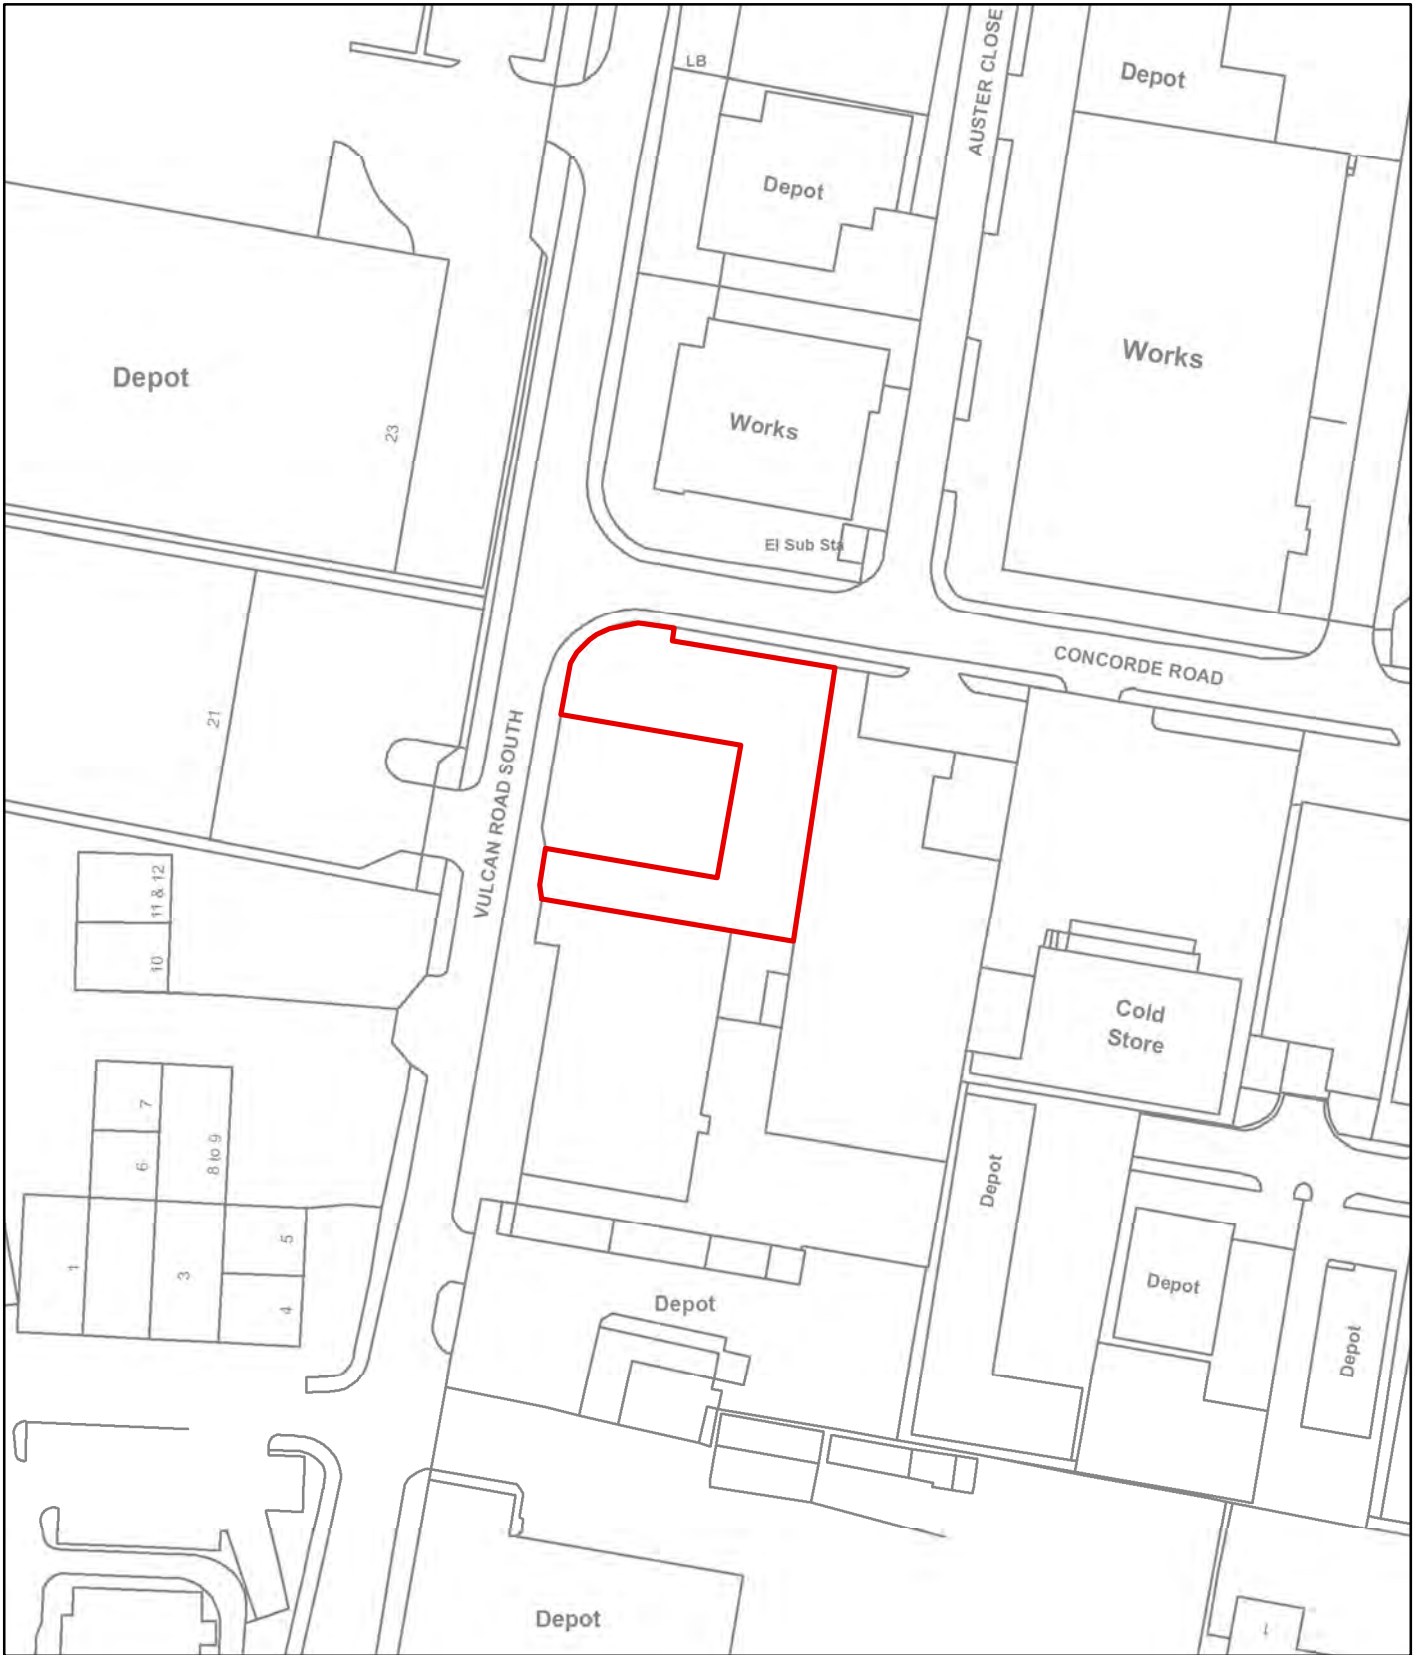 LB
AUSTER CLOSE
Depot
Depot
Works
Depot
23
Works
El Sub Sta
CONCORDE ROAD
21
VULCAN ROAD SOUTH
11 & 12
10
Cold
Store
7
6
8 to 9
Depot
1
3
5
4
Depot
Depot
Depot
Depot
1